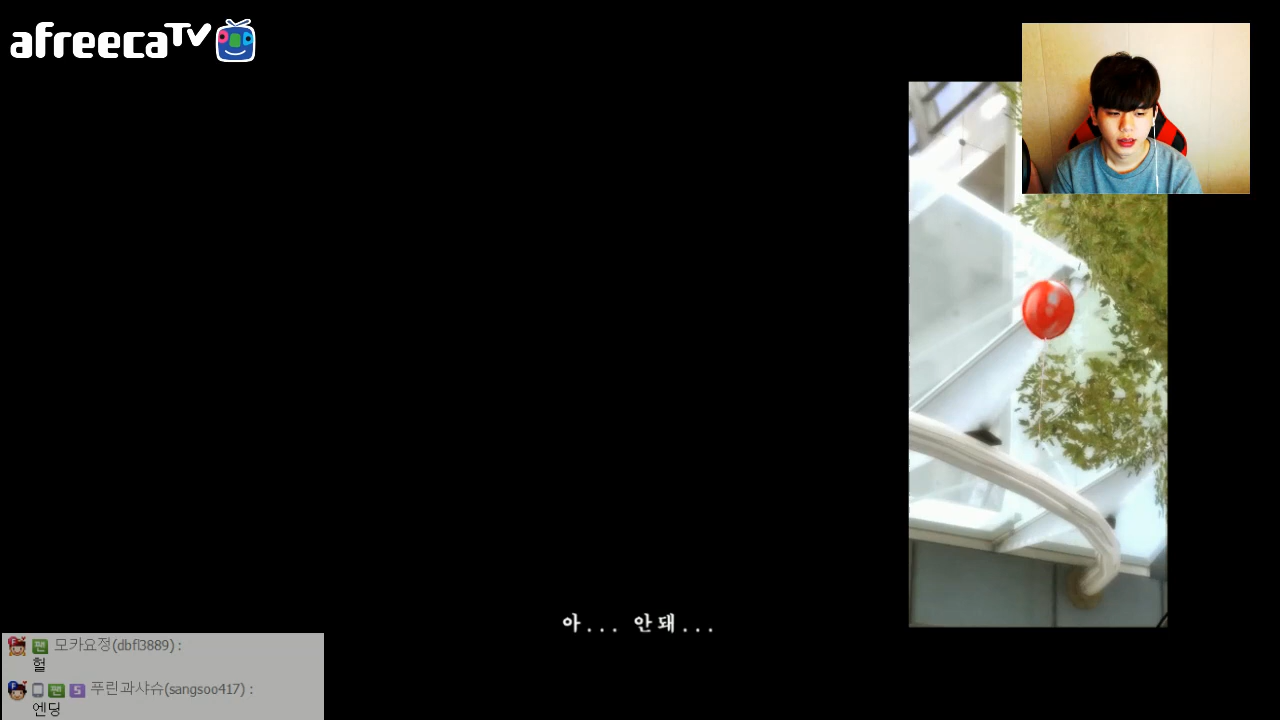 afreecaTV
아... 안돼...
모카요정(dbfl3889) :
헐
푸린과샤슈(sangsoo417) :
엔딩